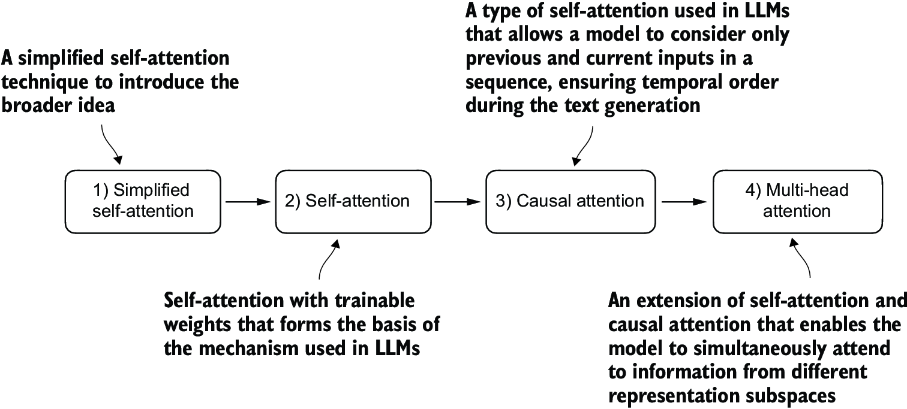 A simplified self-attention
technique to introduce the
broader idea
A type of self-attention used in LLMs
that allows a model to consider only
previous and current inputs in a
sequence, ensuring temporal order
during the text generation
1) Simplified
self-attention
2) Self-attention
3) Causal attention
4) Multi-head
attention
Self-attention with trainable
weights that forms the basis of
the mechanism used in LLMs
An extension of self-attention and
causal attention that enables the
model to simultaneously attend
to information from different
representation subspaces